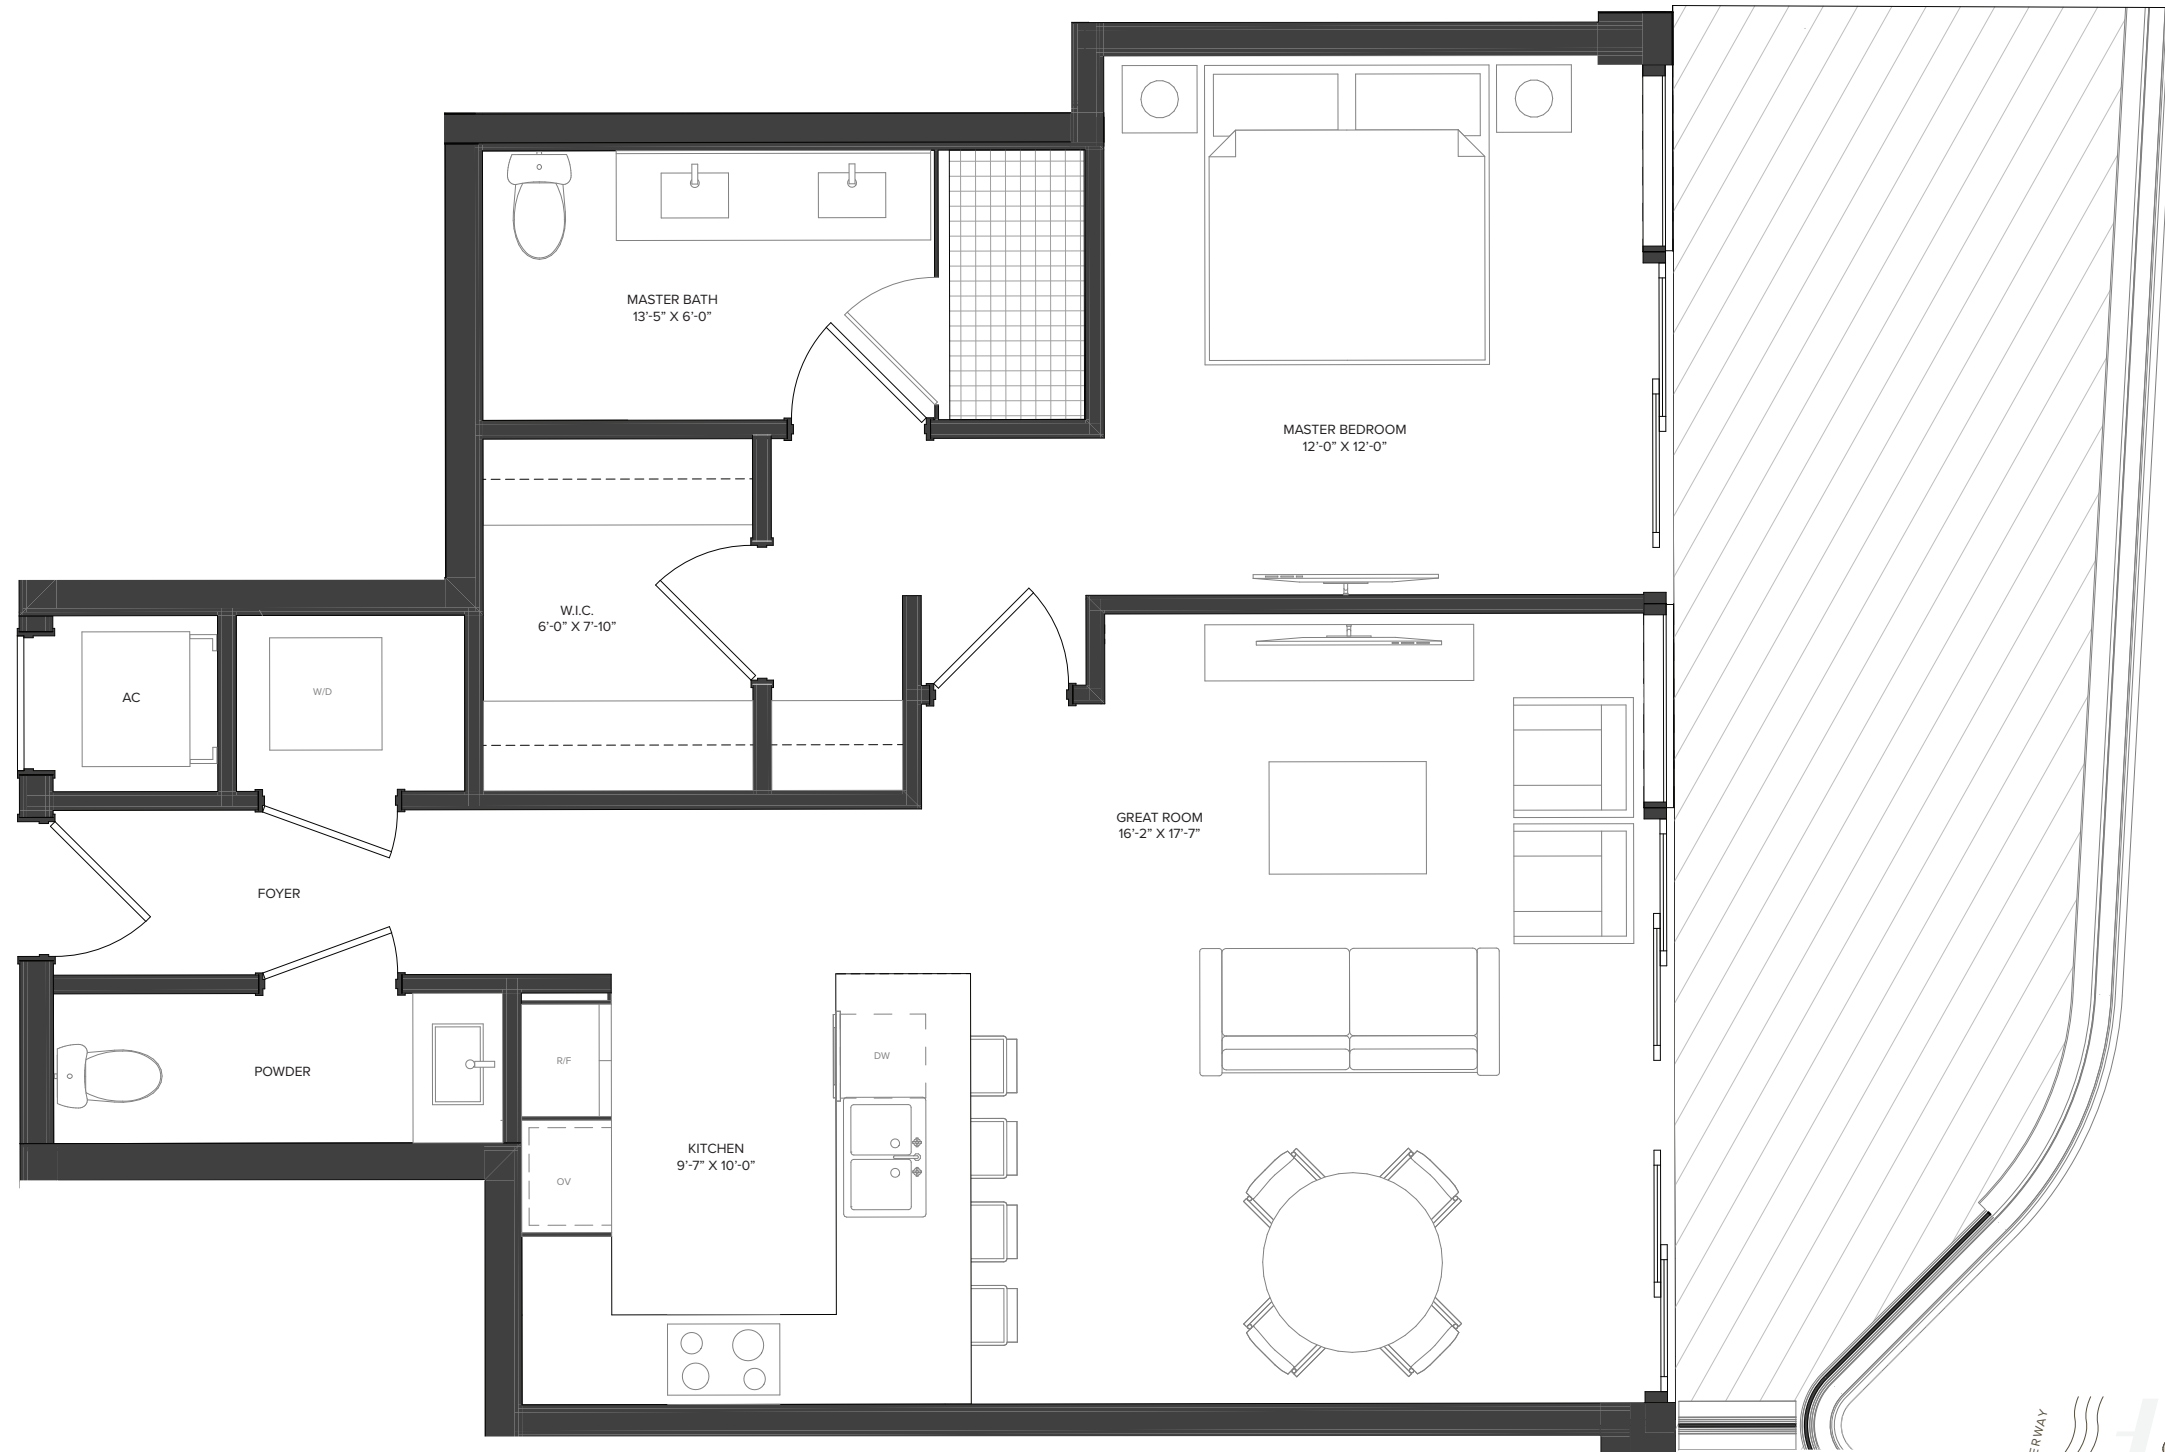 MASTER BATH
13'-5” X 6'-0”
MASTER BEDROOM
12'-0” X 12'-0”
W.I.C.
6'-0” X 7'-10”
AC
W/D
GREAT ROOM
16'-2” X 17'-7”
FOYER
POWDER
R/F
DW
KITCHEN
9'-7” X 10'-0”
OV